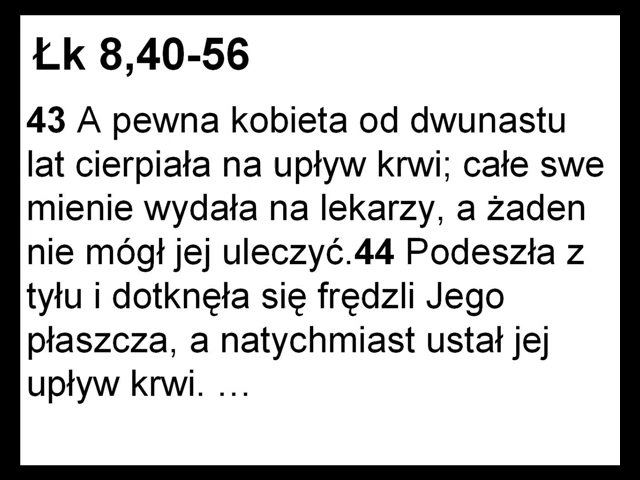 Łk 8,40-56
43 A pewna kobieta od dwunastu
lat cierpiała na upływ krwi; całe swe
mienie wydała na lekarzy, a żaden
nie mógł jej uleczyć.44 Podeszła z
tyłu i dotknęła się frędzli Jego
płaszcza, a natychmiast ustał jej
upływ krwi. …